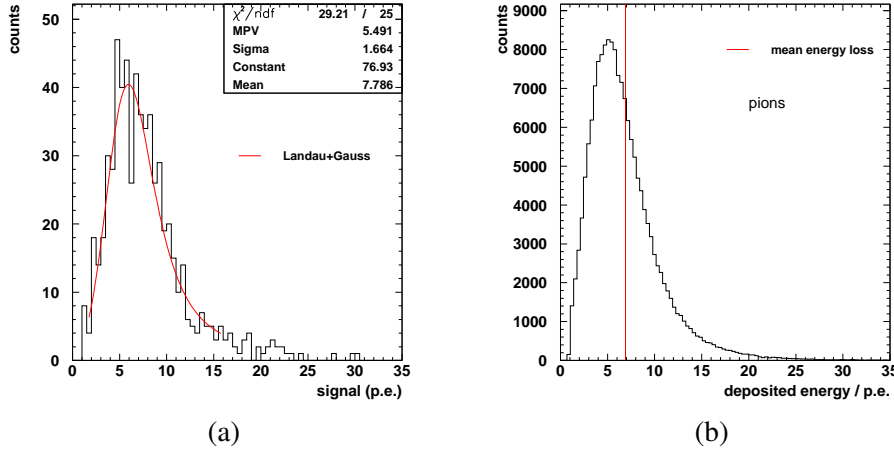 counts
χ²/ndf 29.21 / 25
MPV 5.491
Sigma 1.664
Constant 76.93
Mean 7.786
Landau+Gauss
50
40
30
20
10
0
0 5 10 15 20 25 30 35
signal (p.e.)
(a)
counts
mean energy loss
pions
9000
8000
7000
6000
5000
4000
3000
2000
1000
0
0 5 10 15 20 25 30 35
deposited energy / p.e.
(b)